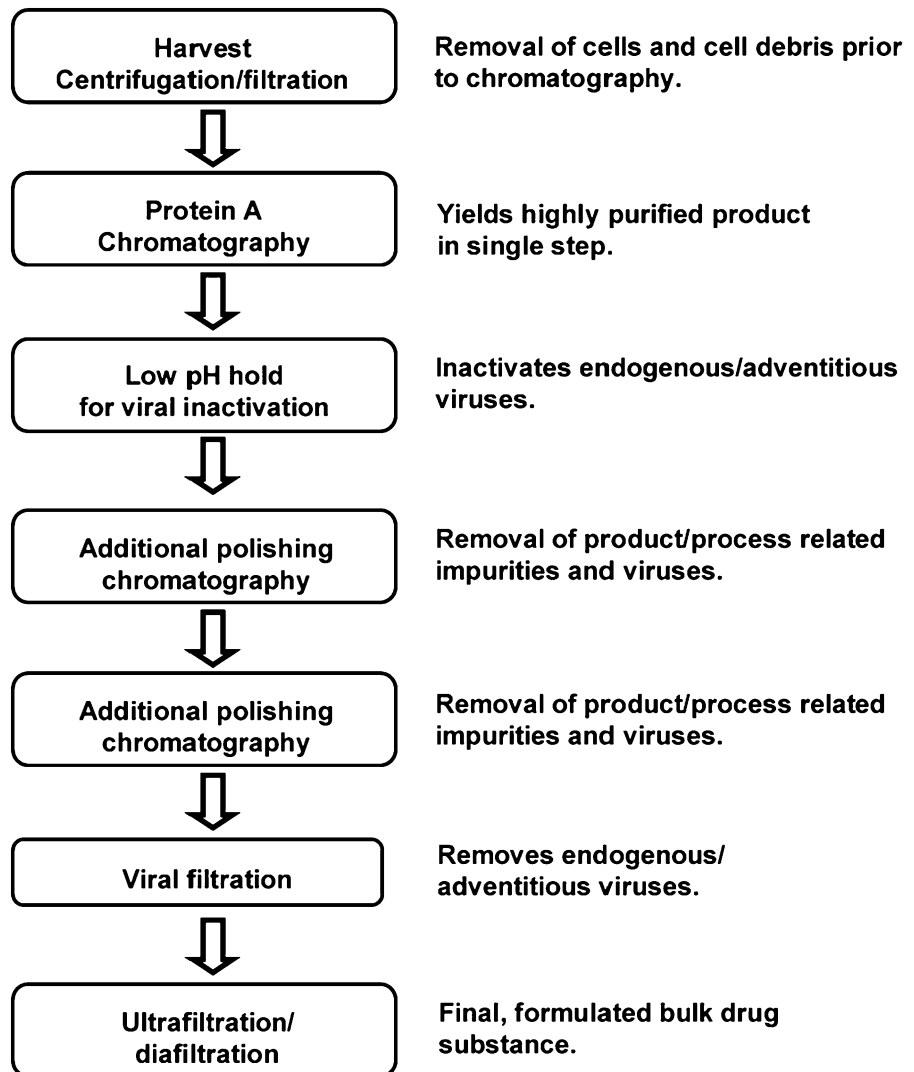 Harvest
Centrifugation/filtration
Removal of cells and cell debris prior
to chromatography.
Protein A
Chromatography
Yields highly purified product
in single step.
Low pH hold
for viral inactivation
Inactivates endogenous/adventitious
viruses.
Additional polishing
chromatography
Removal of product/process related
impurities and viruses.
Additional polishing
chromatography
Removal of product/process related
impurities and viruses.
Viral filtration
Removes endogenous/
adventitious viruses.
Ultrafiltration/
diafiltration
Final, formulated bulk drug
substance.